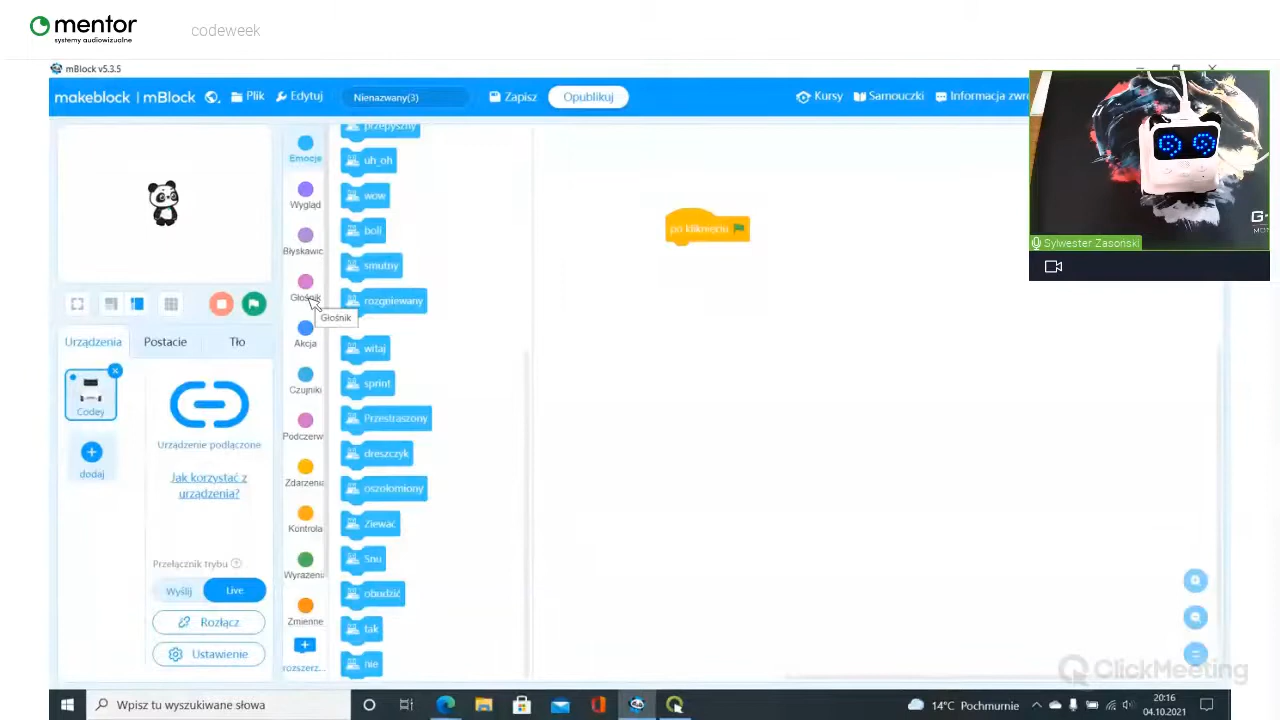 mentor
systemy audiowizualne
codeweek
mBlock v5.3.5
makeblock | mBlock
Plik
Edytuj
Nienazwany(3)
Zapisz
Opublikuj
Kursy
Samouczki
Informacja zwro
Emocje
Wygląd
Błyskawic
Głośnik
Głośnik
Akcja
Czujniki
Podczerw
Zdarzenia
Kontrola
Wyrażenia
Zmienne
rozszerz...
przepyszny
uh_oh
wow
boli
smutny
rozgniewany
witaj
sprint
Przestraszony
dreszczyk
oszołomiony
Ziewać
Snu
obudzić
tak
nie
po kliknięciu
Urządzenia
Postacie
Tło
Codey
dodaj
Urządzenie podłączone
Jak korzystać z
urządzenia?
Przełącznik trybu
Wyślij
Live
Rozłącz
Ustawienie
Sylwester Zasoński
ClickMeeting
Wpisz tu wyszukiwane słowa
14°C Pochmurnie
20:16
04.10.2021